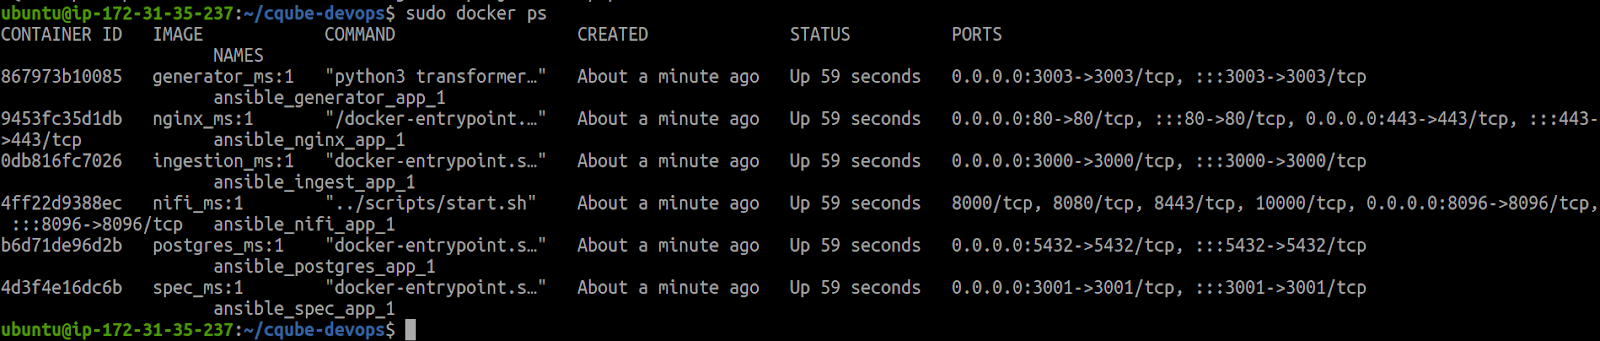 ubuntu@ip-172-31-35-237:~/cqube-devops$ sudo docker ps
CONTAINER ID   IMAGE            COMMAND                  CREATED              STATUS          PORTS
                     NAMES
867973b10085   generator_ms:1   "python3 transformer…"   About a minute ago   Up 59 seconds   0.0.0.0:3003->3003/tcp, :::3003->3003/tcp
                     ansible_generator_app_1
9453fc35d1db   nginx_ms:1       "/docker-entrypoint.…"   About a minute ago   Up 59 seconds   0.0.0.0:80->80/tcp, :::80->80/tcp, 0.0.0.0:443->443/tcp, :::443-
>443/tcp             ansible_nginx_app_1
0db816fc7026   ingestion_ms:1   "docker-entrypoint.s…"   About a minute ago   Up 59 seconds   0.0.0.0:3000->3000/tcp, :::3000->3000/tcp
                     ansible_ingest_app_1
4ff22d9388ec   nifi_ms:1        "../scripts/start.sh"    About a minute ago   Up 59 seconds   8000/tcp, 8080/tcp, 8443/tcp, 10000/tcp, 0.0.0.0:8096->8096/tcp,
 :::8096->8096/tcp   ansible_nifi_app_1
b6d71de96d2b   postgres_ms:1    "docker-entrypoint.s…"   About a minute ago   Up 59 seconds   0.0.0.0:5432->5432/tcp, :::5432->5432/tcp
                     ansible_postgres_app_1
4d3f4e16dc6b   spec_ms:1        "docker-entrypoint.s…"   About a minute ago   Up 59 seconds   0.0.0.0:3001->3001/tcp, :::3001->3001/tcp
                     ansible_spec_app_1
ubuntu@ip-172-31-35-237:~/cqube-devops$